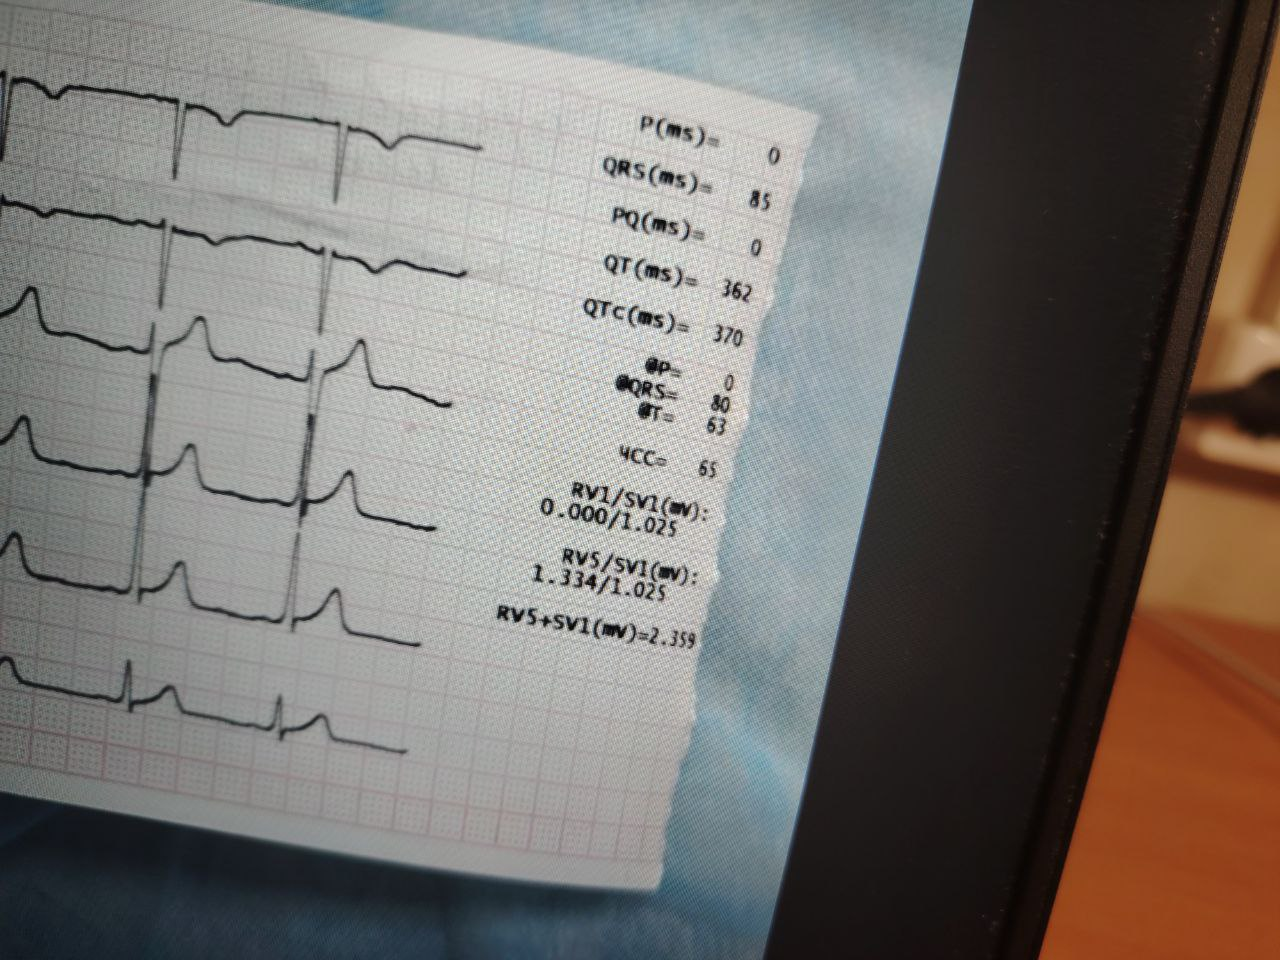 P(ms)= 0
QRS(ms)= 85
PQ(ms)= 0
QT(ms)= 362
QTc(ms)= 370
@P= 0
@QRS= 80
@T= 63
ЧСС= 65
RV1/SV1(mV):
0.000/1.025
RV5/SV1(mV):
1.334/1.025
RV5+SV1(mV)=2.359